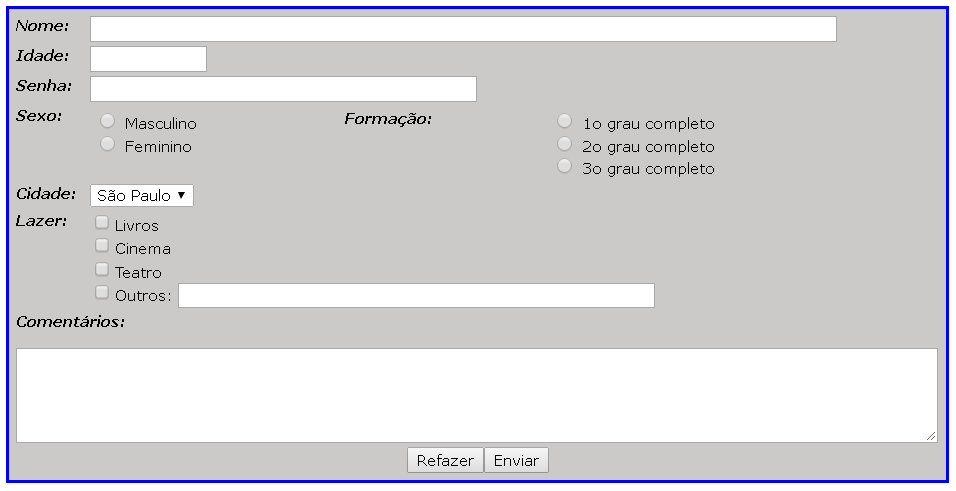 Nome:
Idade:
Senha:
Sexo: Masculino Formação: 1o grau completo
Feminino 2o grau completo
3o grau completo
Cidade: São Paulo
Lazer: Livros
Cinema
Teatro
Outros:
Comentários:
Refazer Enviar